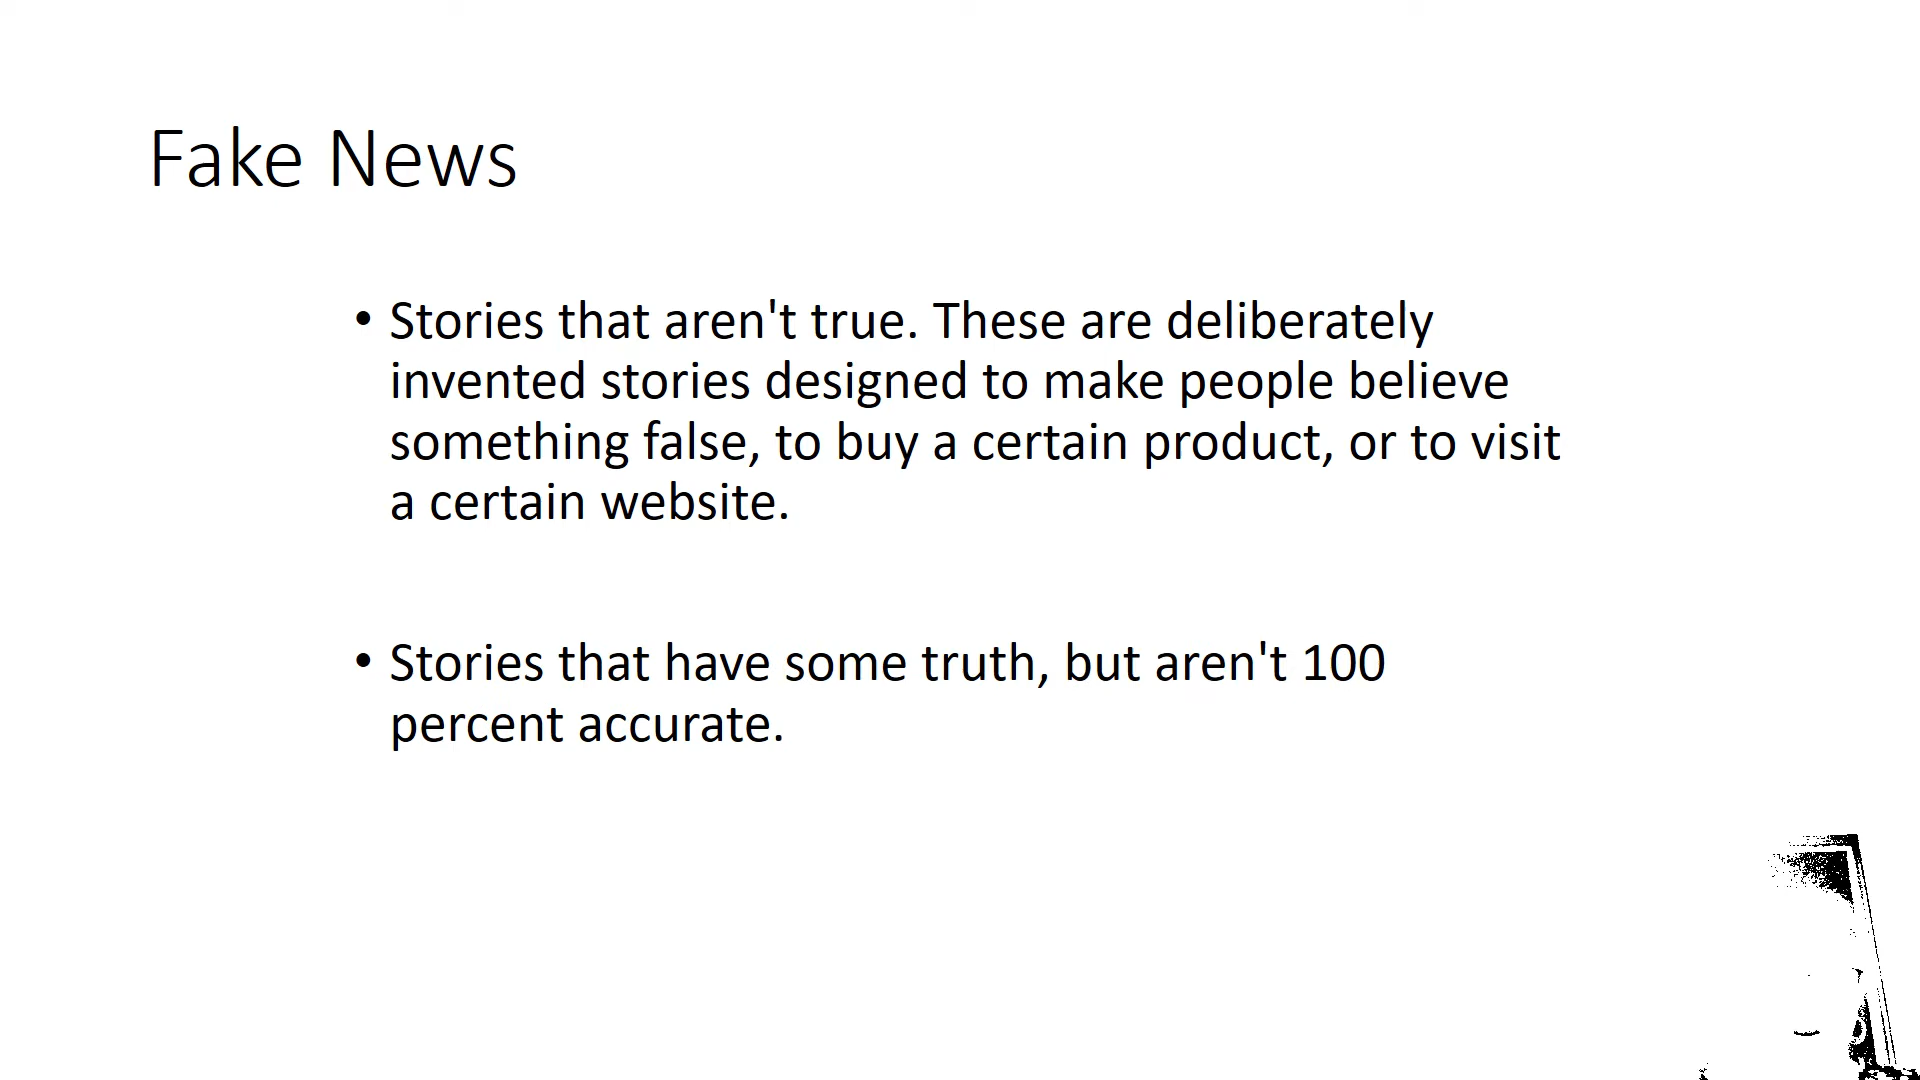 Fake News
• Stories that aren't true. These are deliberately
invented stories designed to make people believe
something false, to buy a certain product, or to visit
a certain website.
• Stories that have some truth, but aren't 100
percent accurate.